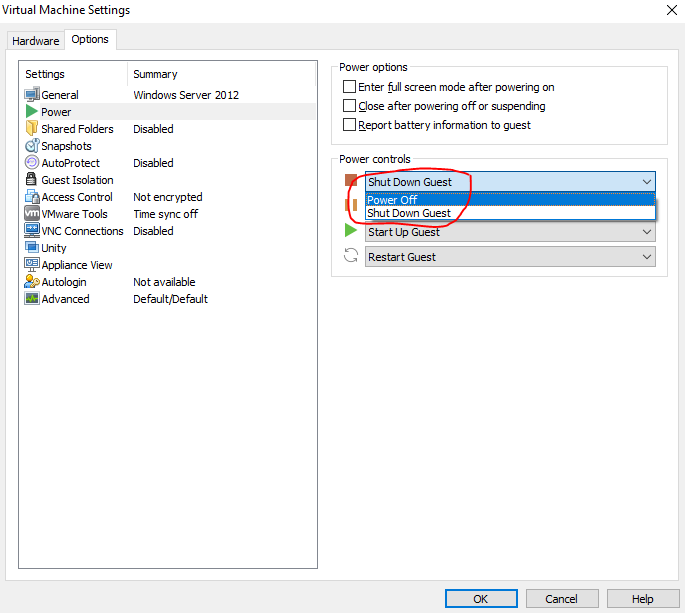 Virtual Machine Settings
Hardware Options
Settings Summary
General Windows Server 2012
Power
Shared Folders Disabled
Snapshots
AutoProtect Disabled
Guest Isolation
Access Control Not encrypted
vm VMware Tools Time sync off
VNC Connections Disabled
Unity
Appliance View
Autologin Not available
Advanced Default/Default
Power options
Enter full screen mode after powering on
Close after powering off or suspending
Report battery information to guest
Power controls
Shut Down Guest
Power Off
Shut Down Guest
Start Up Guest
Restart Guest
OK Cancel Help